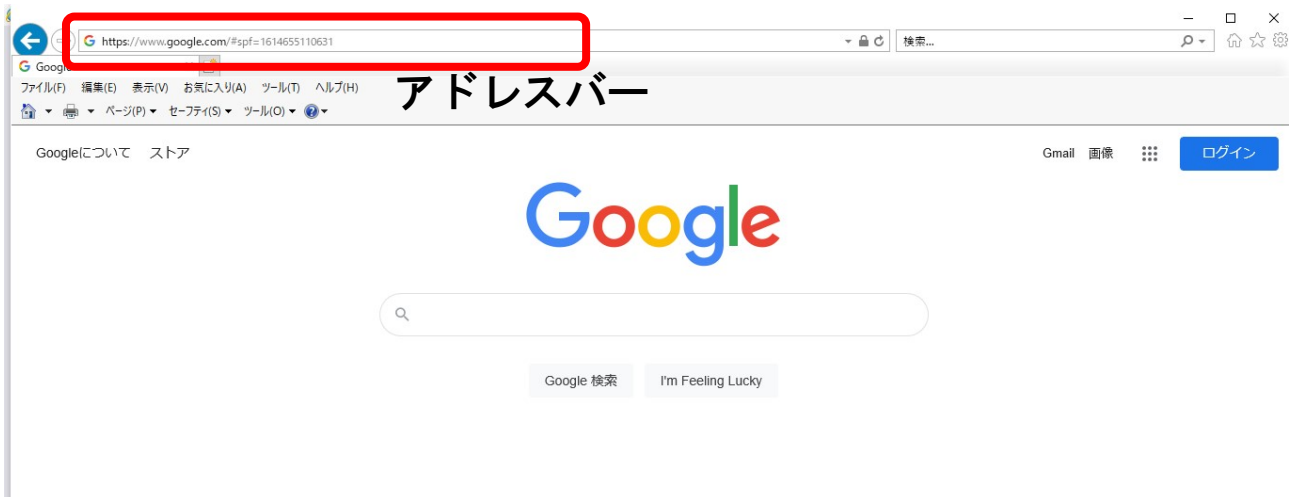 https://www.google.com/#spf=1614655110631
検索...
Google
アドレスバー
ファイル(F) 編集(E) 表示(V) お気に入り(A) ツール(T) ヘルプ(H)
ページ(P) セーフティ(S) ツール(O)
Googleについて ストア
Gmail 画像
ログイン
Google
Google 検索 I'm Feeling Lucky